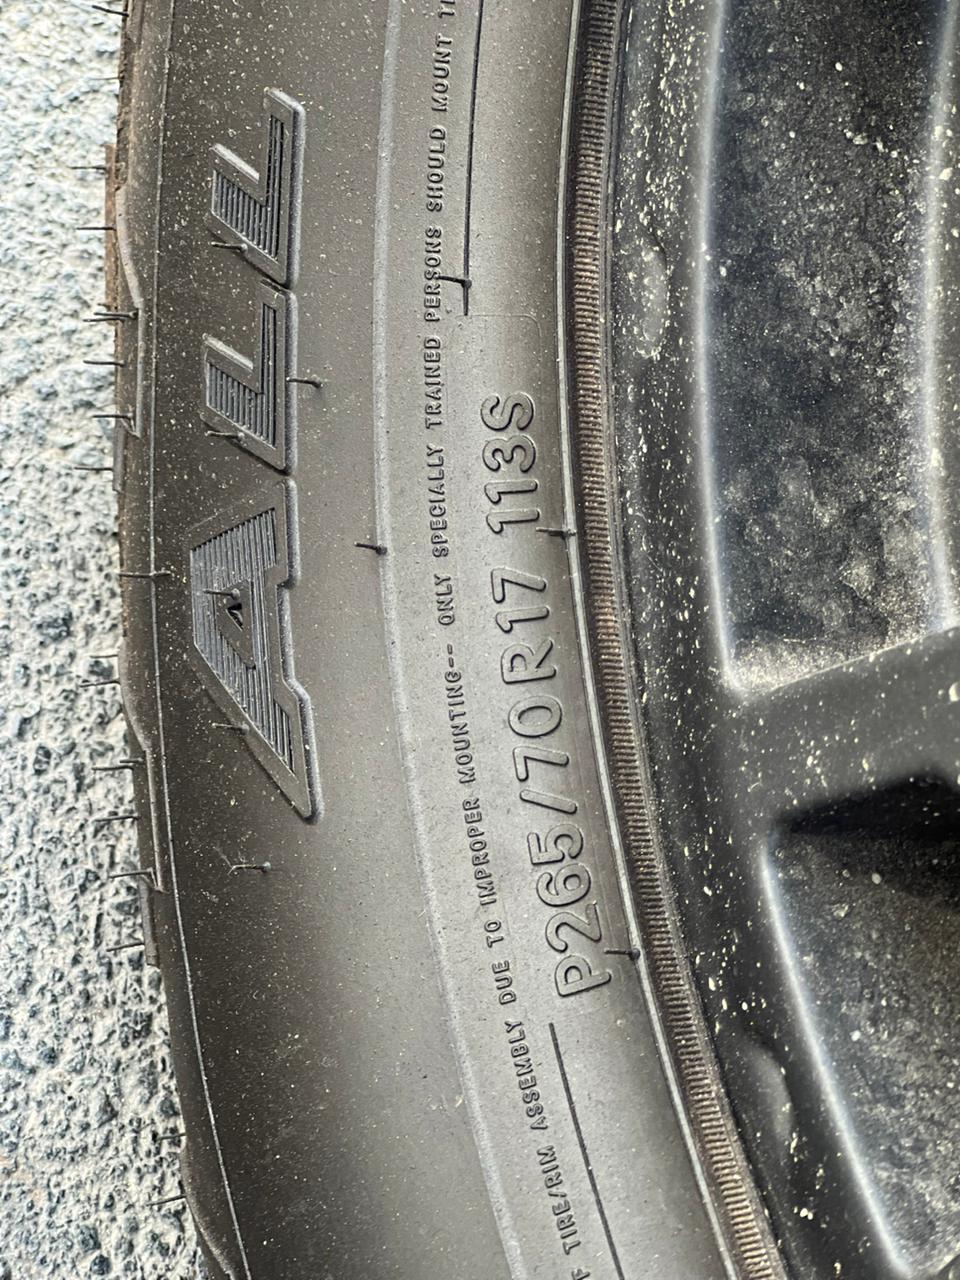 ALL
TIRE/RIM ASSEMBLY DUE TO IMPROPER MOUNTING-- ONLY SPECIALLY TRAINED PERSONS SHOULD MOUNT
P265/70R17 113S